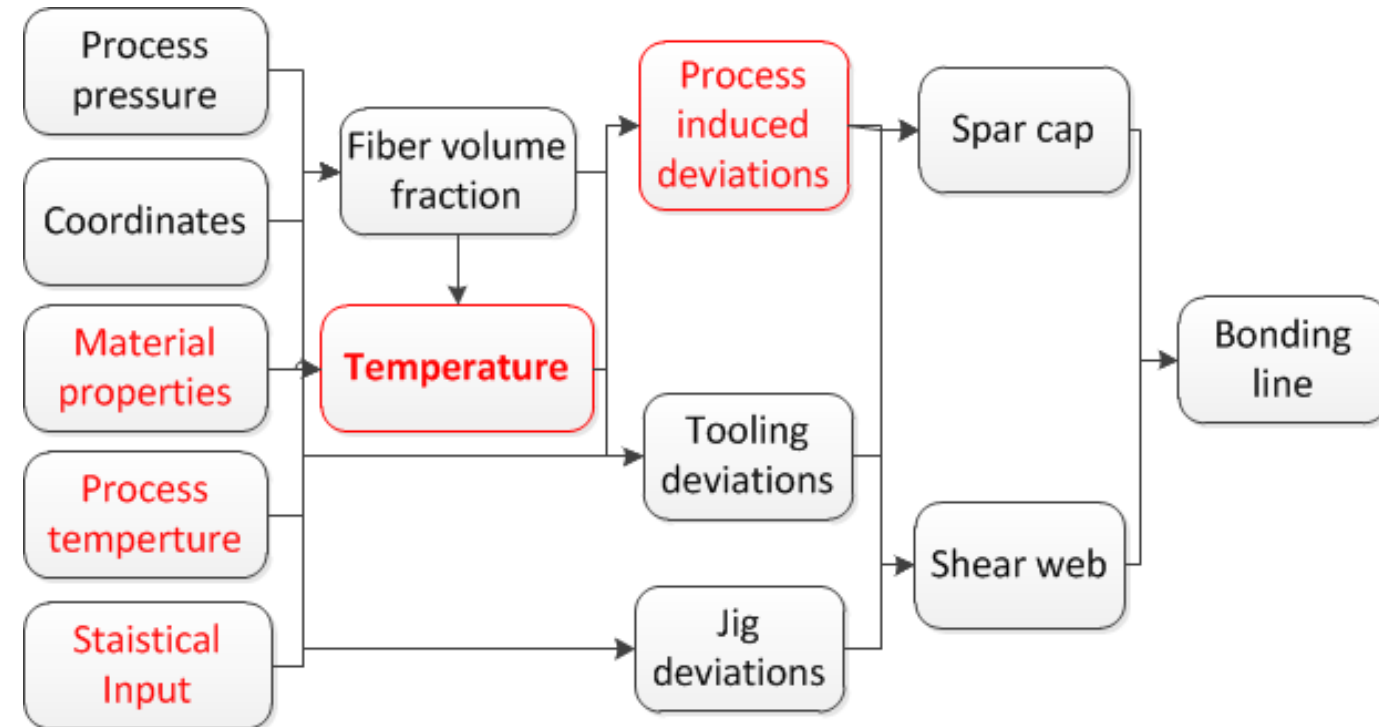 Process
pressure
Coordinates
Material
properties
Process
temperture
Staistical
Input
Fiber volume
fraction
Temperature
Process
induced
deviations
Tooling
deviations
Jig
deviations
Spar cap
Shear web
Bonding
line